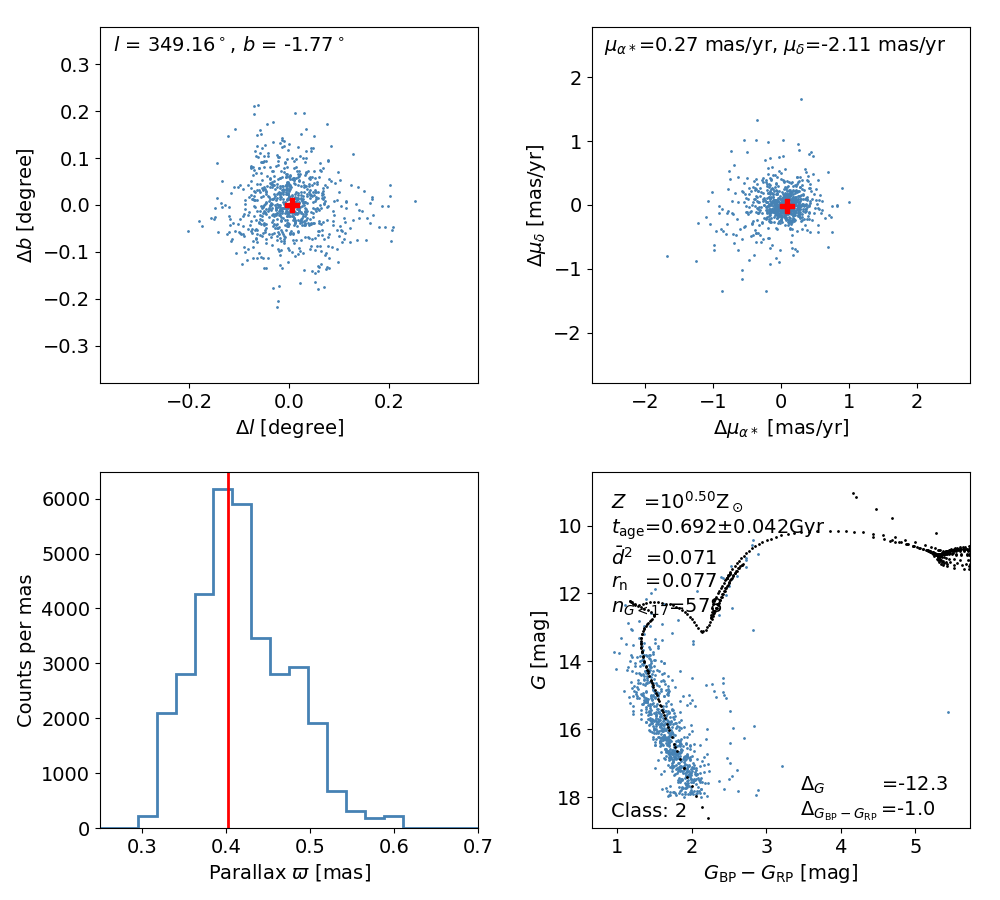 l = 349.16°, b = -1.77°
0.3
0.2
0.1
0.0
−0.1
−0.2
−0.3
Δb [degree]
−0.2 0.0 0.2
Δl [degree]
μα∗=0.27 mas/yr, μδ=-2.11 mas/yr
2
1
0
−1
−2
Δμδ [mas/yr]
−2 −1 0 1 2
Δμα∗ [mas/yr]
6000
5000
4000
3000
2000
1000
0
Counts per mas
0.3 0.4 0.5 0.6 0.7
Parallax ϖ [mas]
Z =10^0.50 Z⊙
t_age=0.692±0.042Gyr
d̄² =0.071
r_n =0.077
n_G<17=57
10
12
14
16
18
G [mag]
Δ_G =-12.3
Δ_GBP−GRP =-1.0
Class: 2
1 2 3 4 5
G_BP − G_RP [mag]